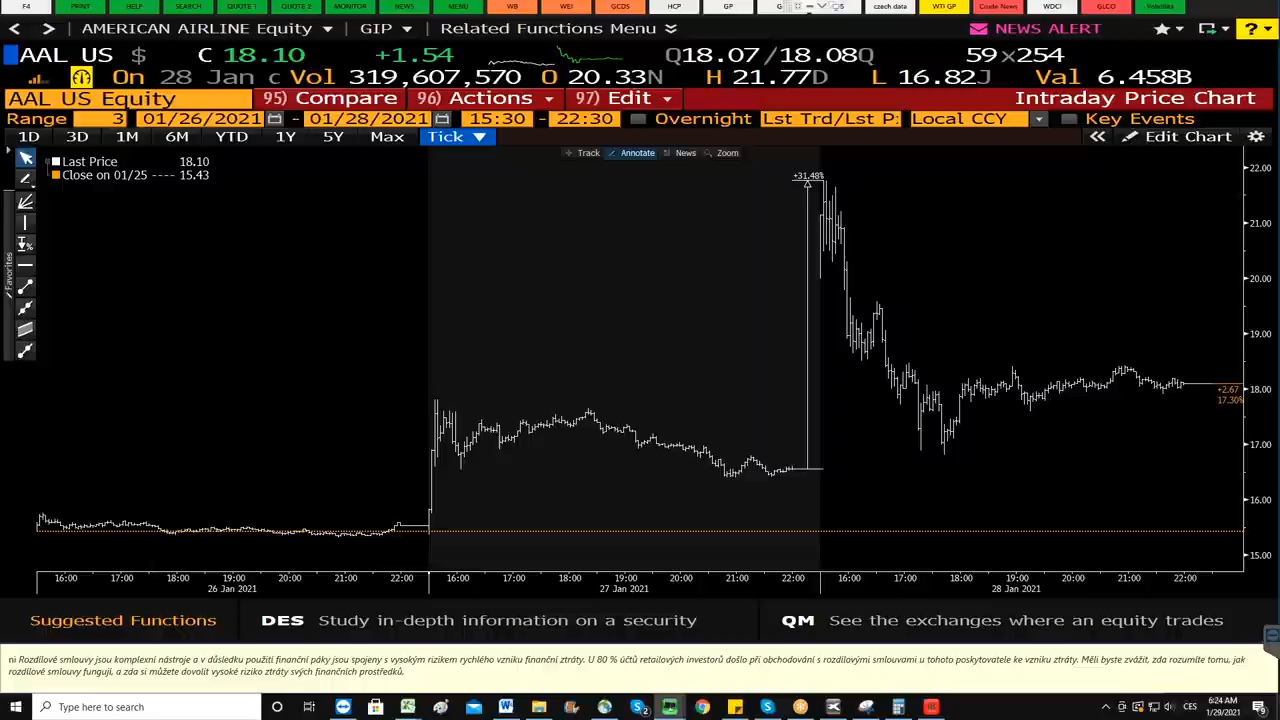 F4 PRINT HELP SEARCH QUOTE 1 QUOTE 2 MONITOR NEWS MENU WB WEI GCDS HCP GP czech data WTI GP Crude News WDCI GLCO Volatilita
AMERICAN AIRLINE Equity GIP Related Functions Menu NEWS ALERT ?
AAL US $ C 18.10 +1.54 Q18.07/18.08Q 59×254
On 28 Jan Vol 319,607,570 O 20.33N H 21.77D L 16.82J Val 6.458B
AAL US Equity 95) Compare 96) Actions 97) Edit Intraday Price Chart
Range 3 01/26/2021 - 01/28/2021 15:30 - 22:30 Overnight Lst Trd/Lst P: Local CCY Key Events
1D 3D 1M 6M YTD 1Y 5Y Max Tick Edit Chart
Track Annotate News Zoom
Last Price 18.10
Close on 01/25 ---- 15.43
Favorites
+31.48%
22.00
21.00
20.00
19.00
18.00
+2.67
17.30%
17.00
16.00
15.00
16:00 17:00 18:00 19:00 20:00 21:00 22:00 16:00 17:00 18:00 19:00 20:00 21:00 22:00 16:00 17:00 18:00 19:00 20:00 21:00 22:00
26 Jan 2021 27 Jan 2021 28 Jan 2021
Suggested Functions DES Study in-depth information on a security QM See the exchanges where an equity trades
ni Rozdílové smlouvy jsou komplexní nástroje a v důsledku použití finanční páky jsou spojeny s vysokým rizikem rychlého vzniku finanční ztráty. U 80 % účtů retailových investorů došlo při obchodování s rozdílovými smlouvami u tohoto poskytovatele ke vzniku ztráty. Měli byste zvážit, zda rozumíte tomu, jak
rozdílové smlouvy fungují, a zda si můžete dovolit vysoké riziko ztráty svých finančních prostředků.
Type here to search CES 6:24 AM
1/29/2021